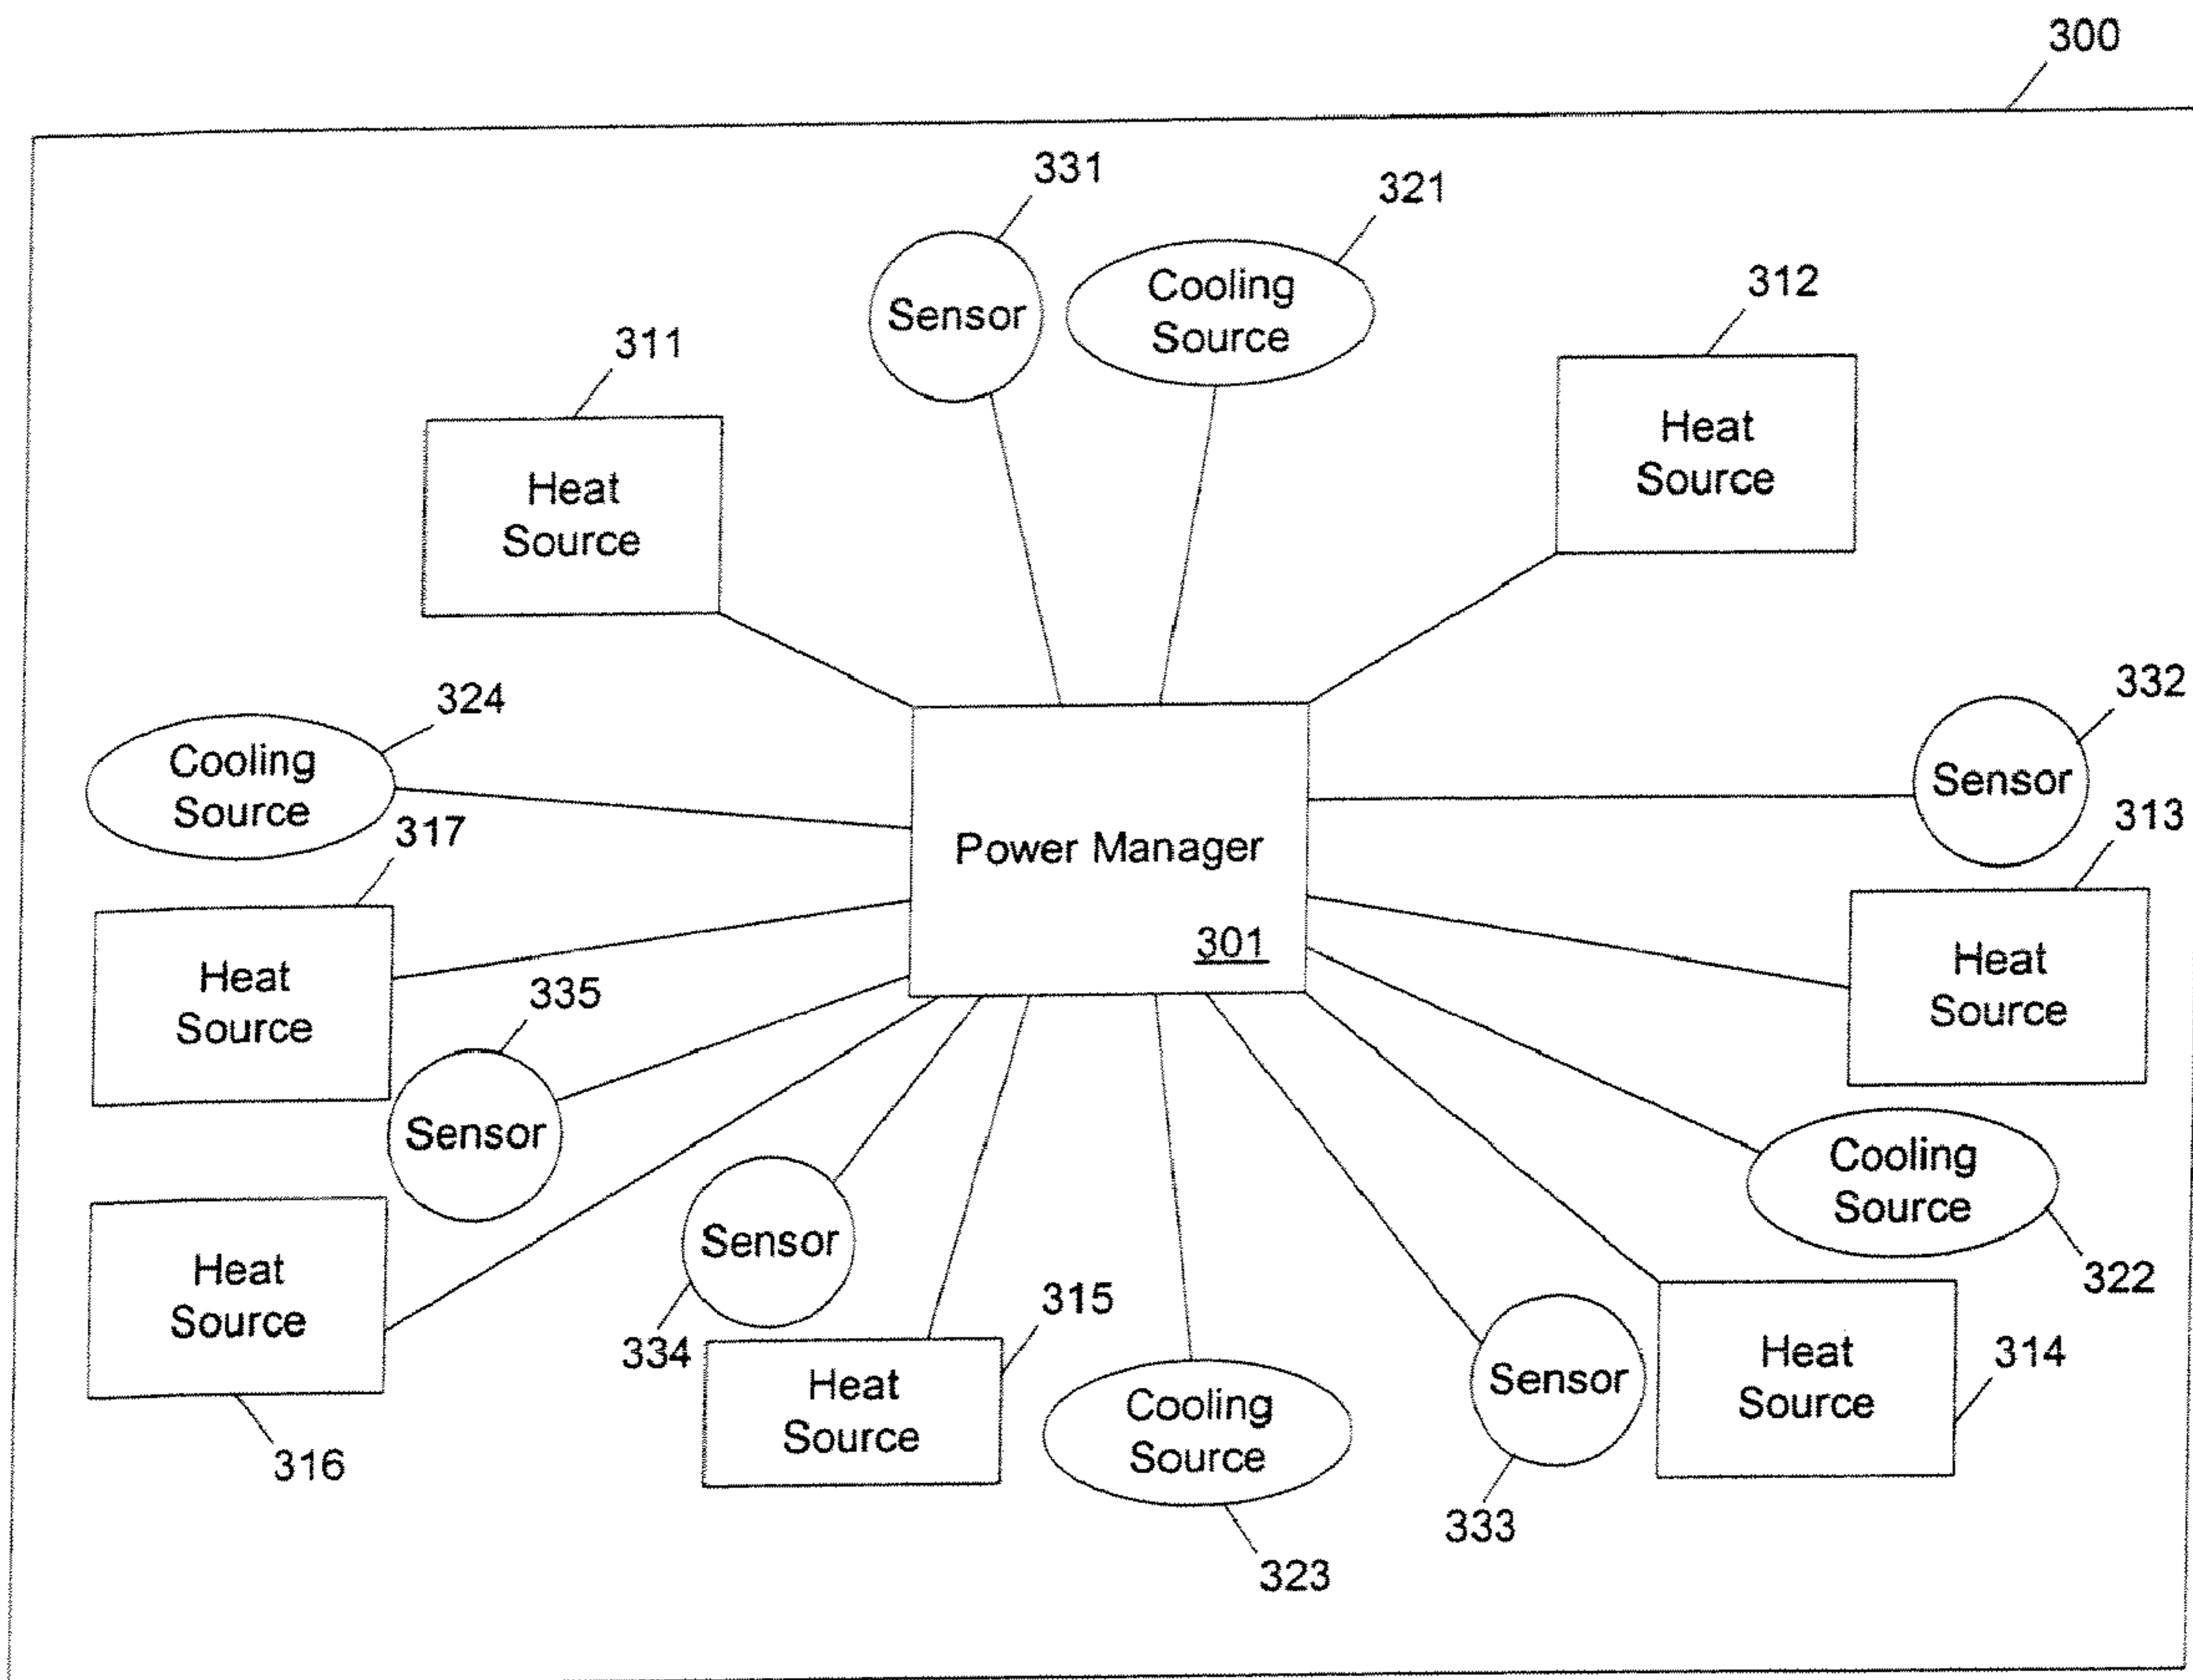 300
331
321
Sensor
Cooling
Source
312
311
Heat
Source
Heat
Source
332
324
Cooling
Source
Sensor
317
313
Power Manager
301
Heat
Source
Heat
Source
335
Sensor
Cooling
Source
322
Sensor
334
Heat
Source
316
315
Heat
Source
Cooling
Source
323
Sensor
333
Heat
Source
314